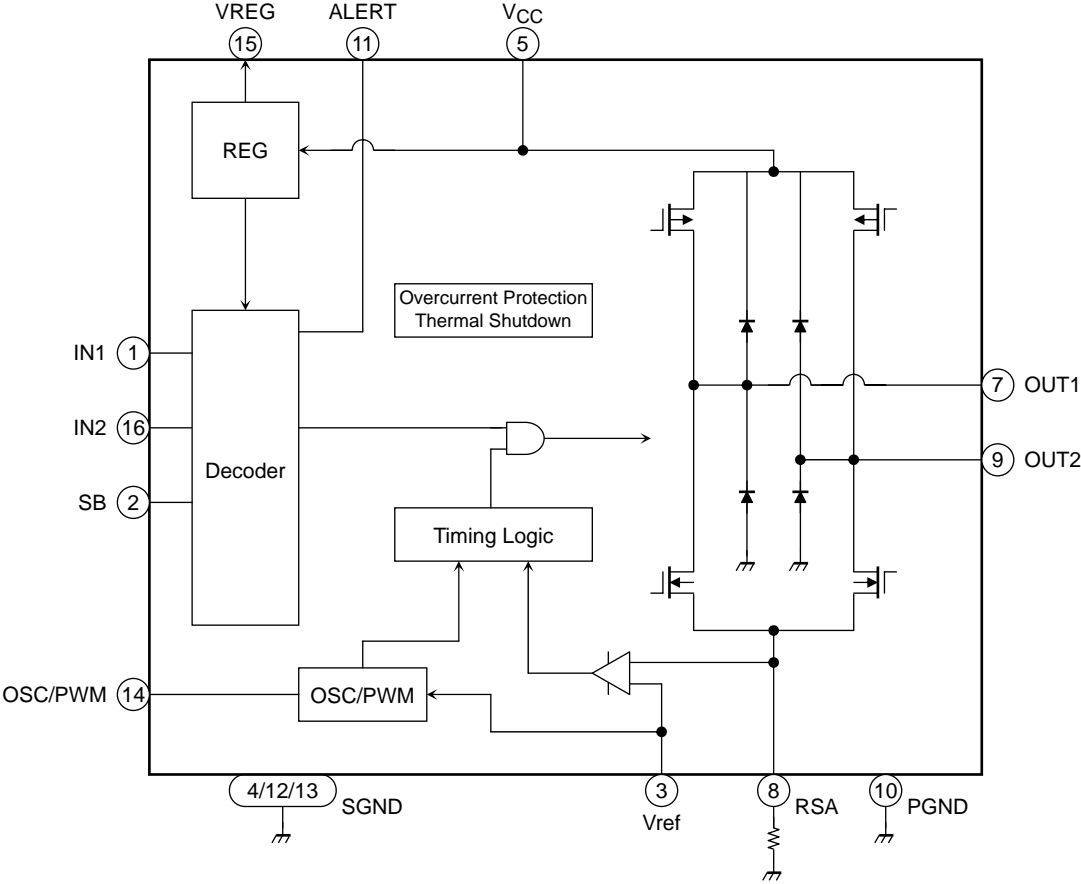 VREG
ALERT
VCC
15
11
5
REG
Overcurrent Protection
Thermal Shutdown
IN1
1
7
OUT1
IN2
16
9
OUT2
Decoder
SB
2
Timing Logic
OSC/PWM
14
OSC/PWM
4/12/13
SGND
3
Vref
8
RSA
10
PGND